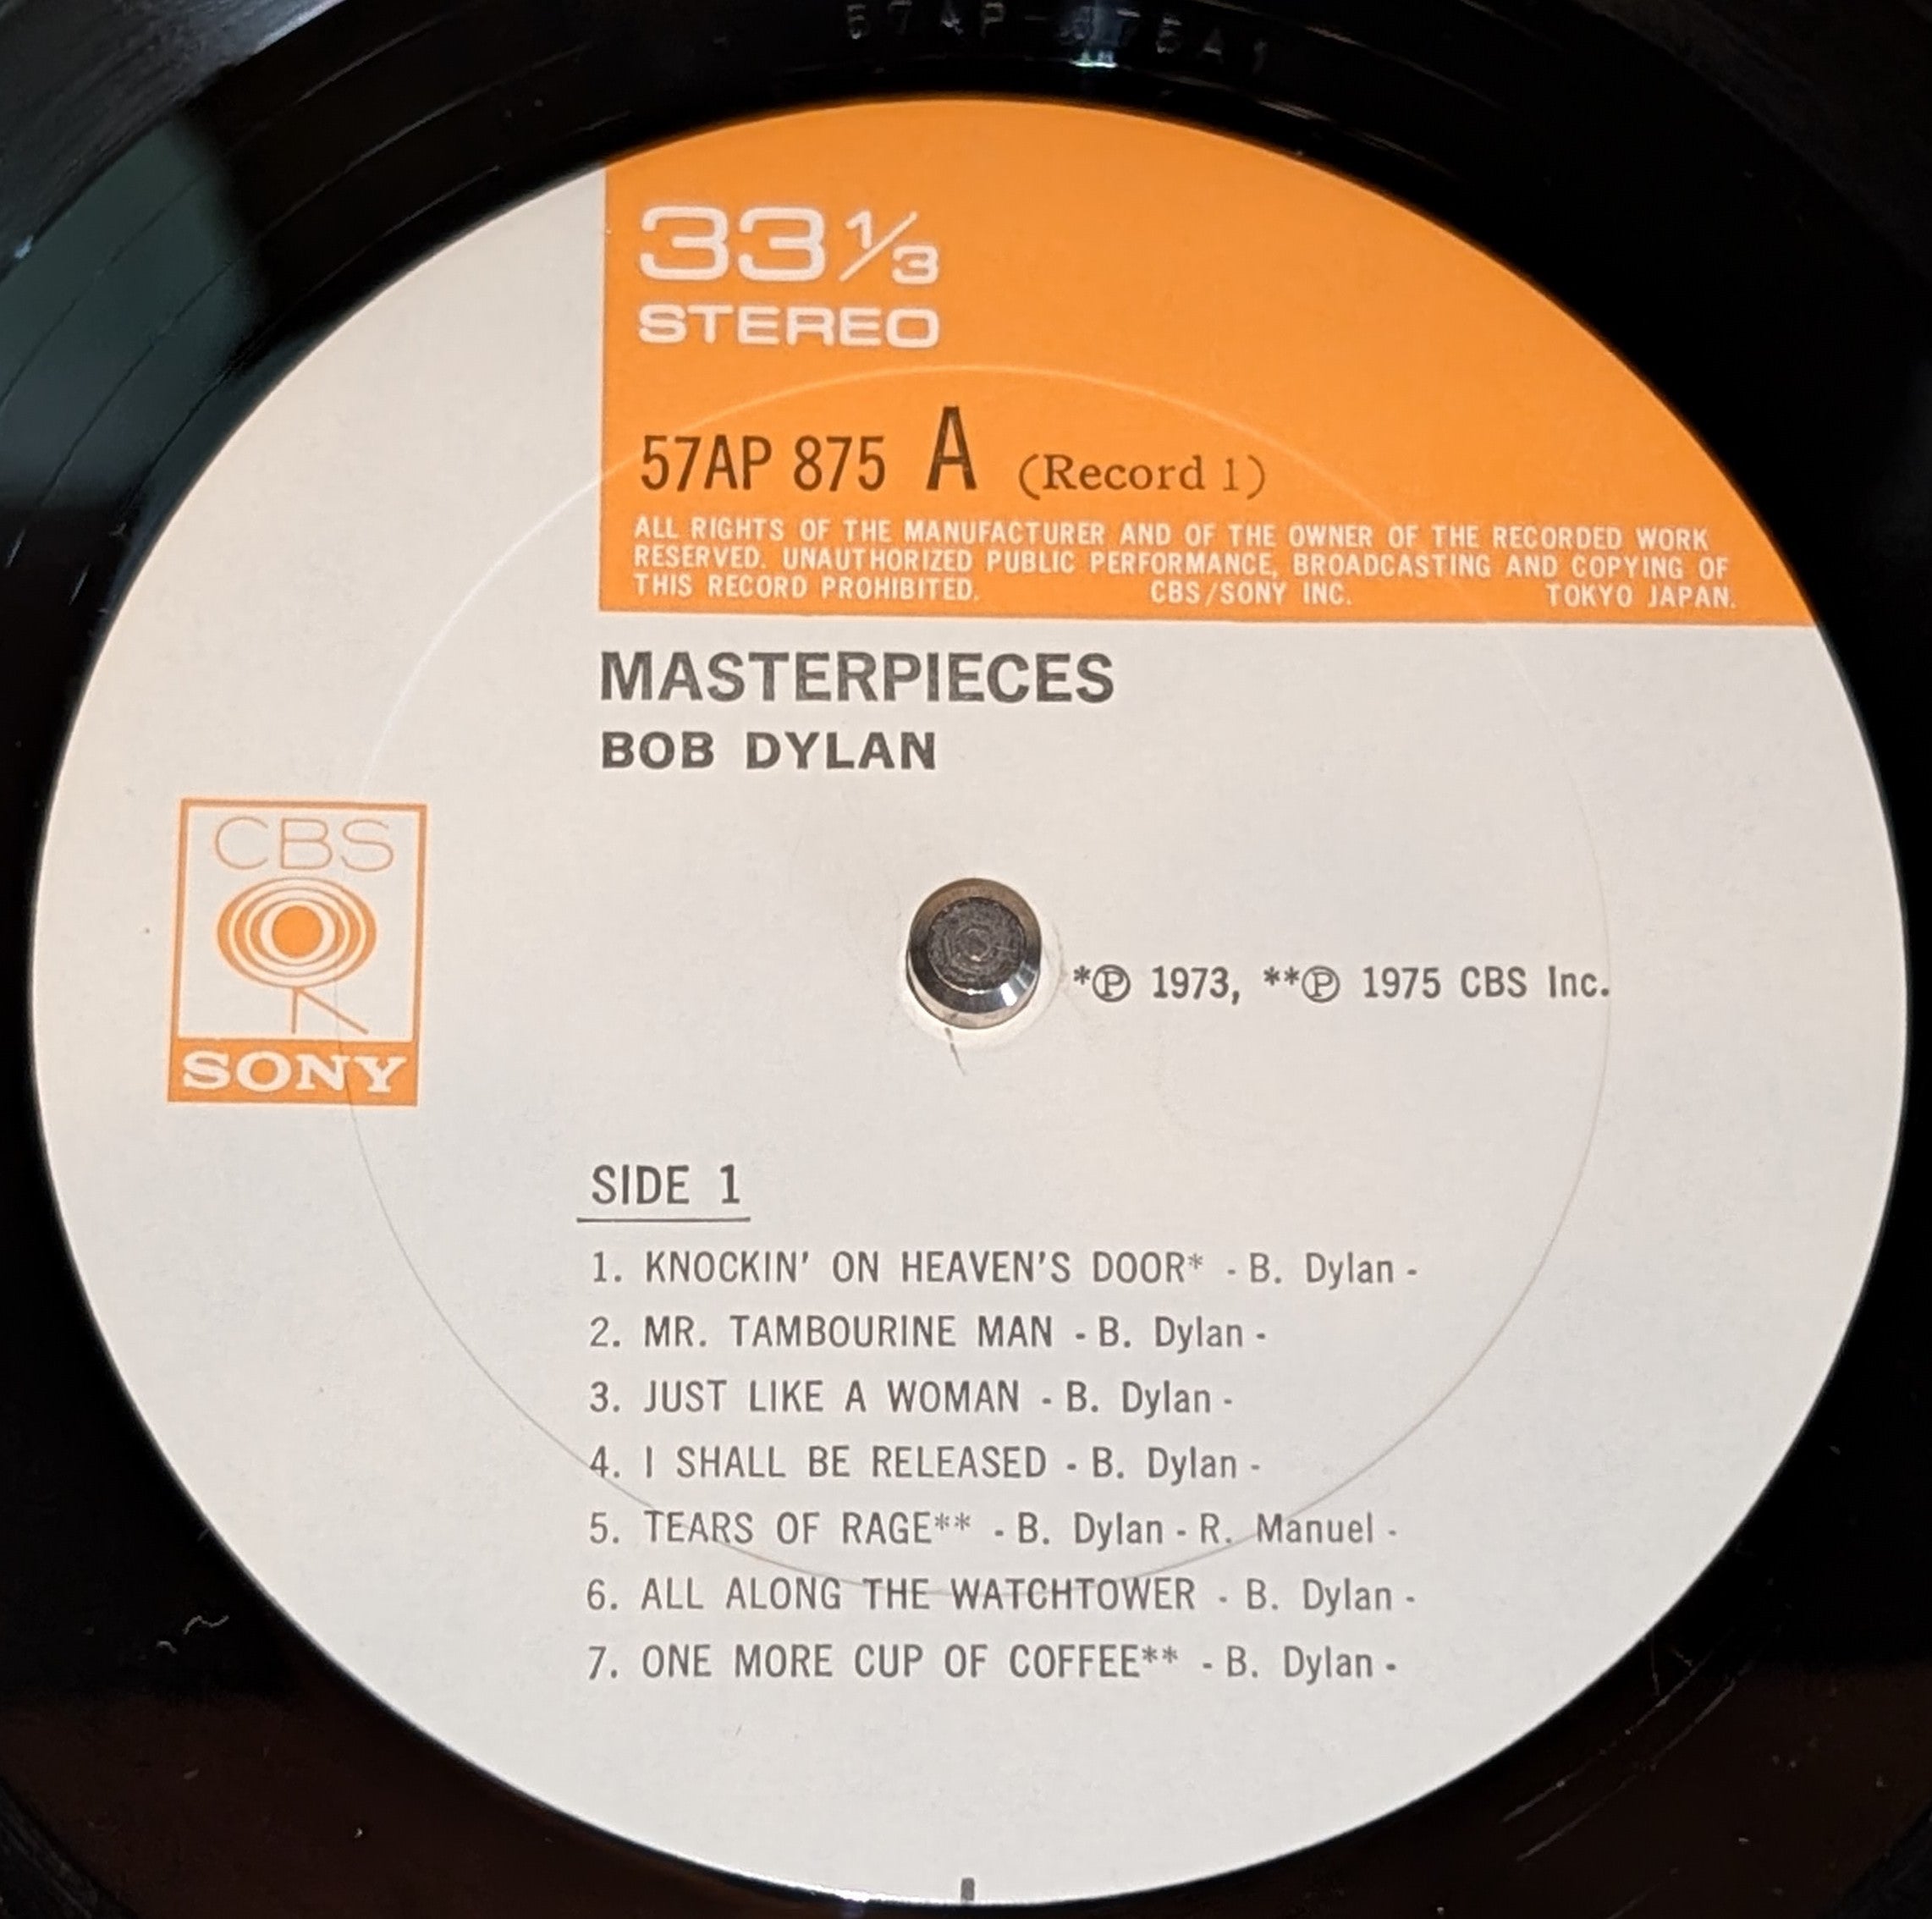 33 1/3
STEREO
57AP 875 A (Record 1)
ALL RIGHTS OF THE MANUFACTURER AND OF THE OWNER OF THE RECORDED WORK
RESERVED. UNAUTHORIZED PUBLIC PERFORMANCE, BROADCASTING AND COPYING OF
THIS RECORD PROHIBITED. CBS/SONY INC. TOKYO JAPAN.
MASTERPIECES
BOB DYLAN
CBS
SONY
*Ⓟ 1973, **Ⓟ 1975 CBS Inc.
SIDE 1
1. KNOCKIN' ON HEAVEN'S DOOR* - B. Dylan -
2. MR. TAMBOURINE MAN - B. Dylan -
3. JUST LIKE A WOMAN - B. Dylan -
4. I SHALL BE RELEASED - B. Dylan -
5. TEARS OF RAGE** - B. Dylan - R. Manuel -
6. ALL ALONG THE WATCHTOWER - B. Dylan -
7. ONE MORE CUP OF COFFEE** - B. Dylan -